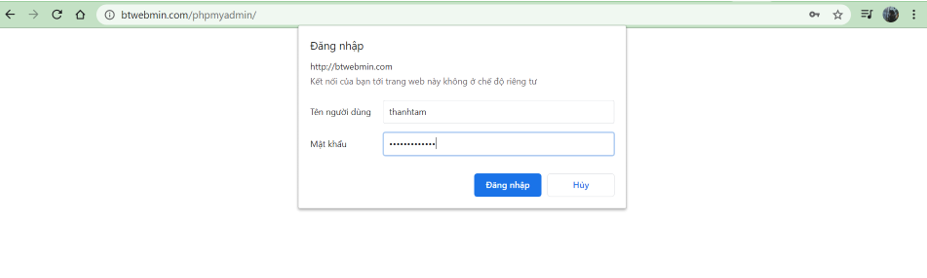 btwebmin.com/phpmyadmin/
Đăng nhập
http://btwebmin.com
Kết nối của bạn tới trang web này không ở chế độ riêng tư
Tên người dùng thanhtam
Mật khẩu •••••••••••••
Đăng nhập Hủy